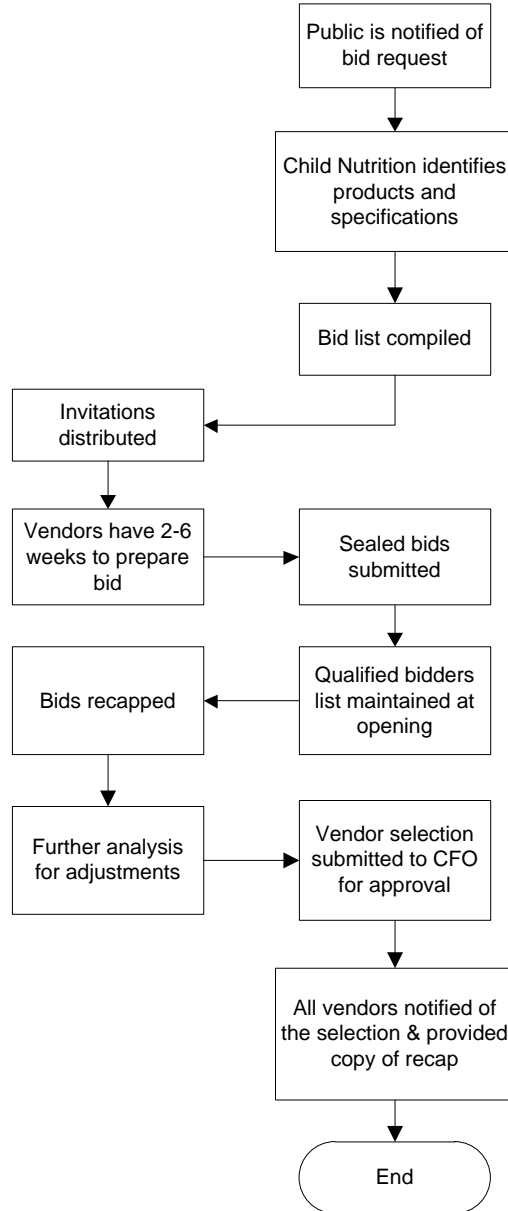 Public is notified of
bid request
Child Nutrition identifies
products and
specifications
Bid list compiled
Invitations
distributed
Vendors have 2-6
weeks to prepare
bid
Sealed bids
submitted
Qualified bidders
list maintained at
opening
Bids recapped
Further analysis
for adjustments
Vendor selection
submitted to CFO
for approval
All vendors notified of
the selection & provided
copy of recap
End